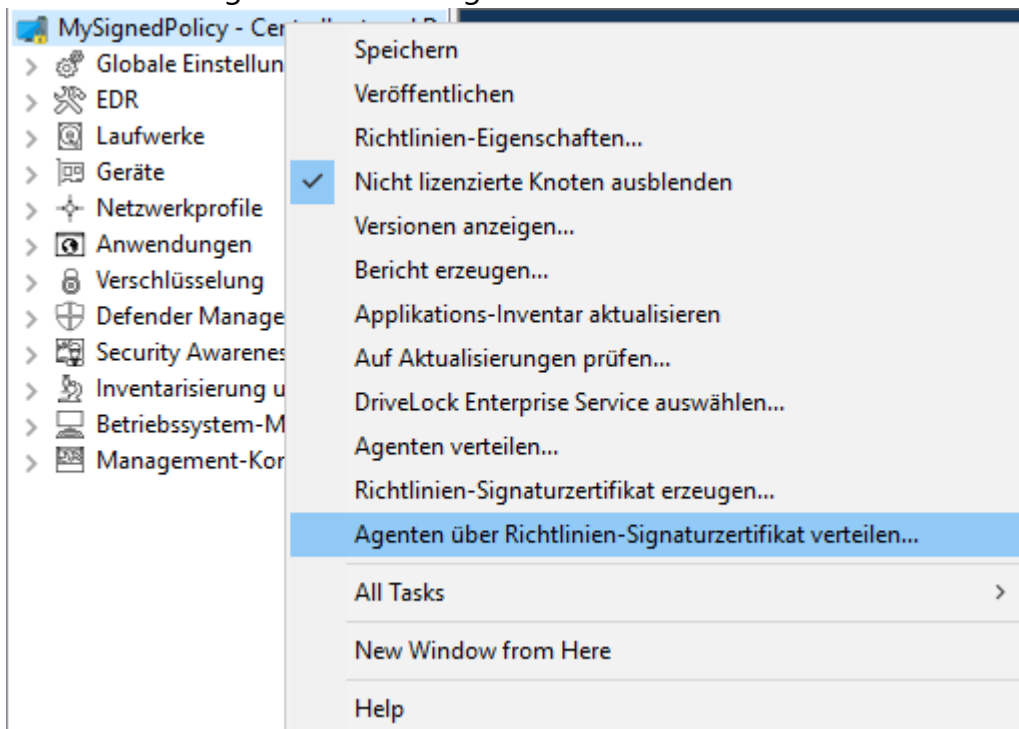 MySignedPolicy - Cer
Globale Einstellun
EDR
Laufwerke
Geräte
Netzwerkprofile
Anwendungen
Verschlüsselung
Defender Manage
Security Awarenes
Inventarisierung u
Betriebssystem-M
Management-Kor
Speichern
Veröffentlichen
Richtlinien-Eigenschaften...
Nicht lizenzierte Knoten ausblenden
Versionen anzeigen...
Bericht erzeugen...
Applikations-Inventar aktualisieren
Auf Aktualisierungen prüfen...
DriveLock Enterprise Service auswählen...
Agenten verteilen...
Richtlinien-Signaturzertifikat erzeugen...
Agenten über Richtlinien-Signaturzertifikat verteilen...
All Tasks
New Window from Here
Help